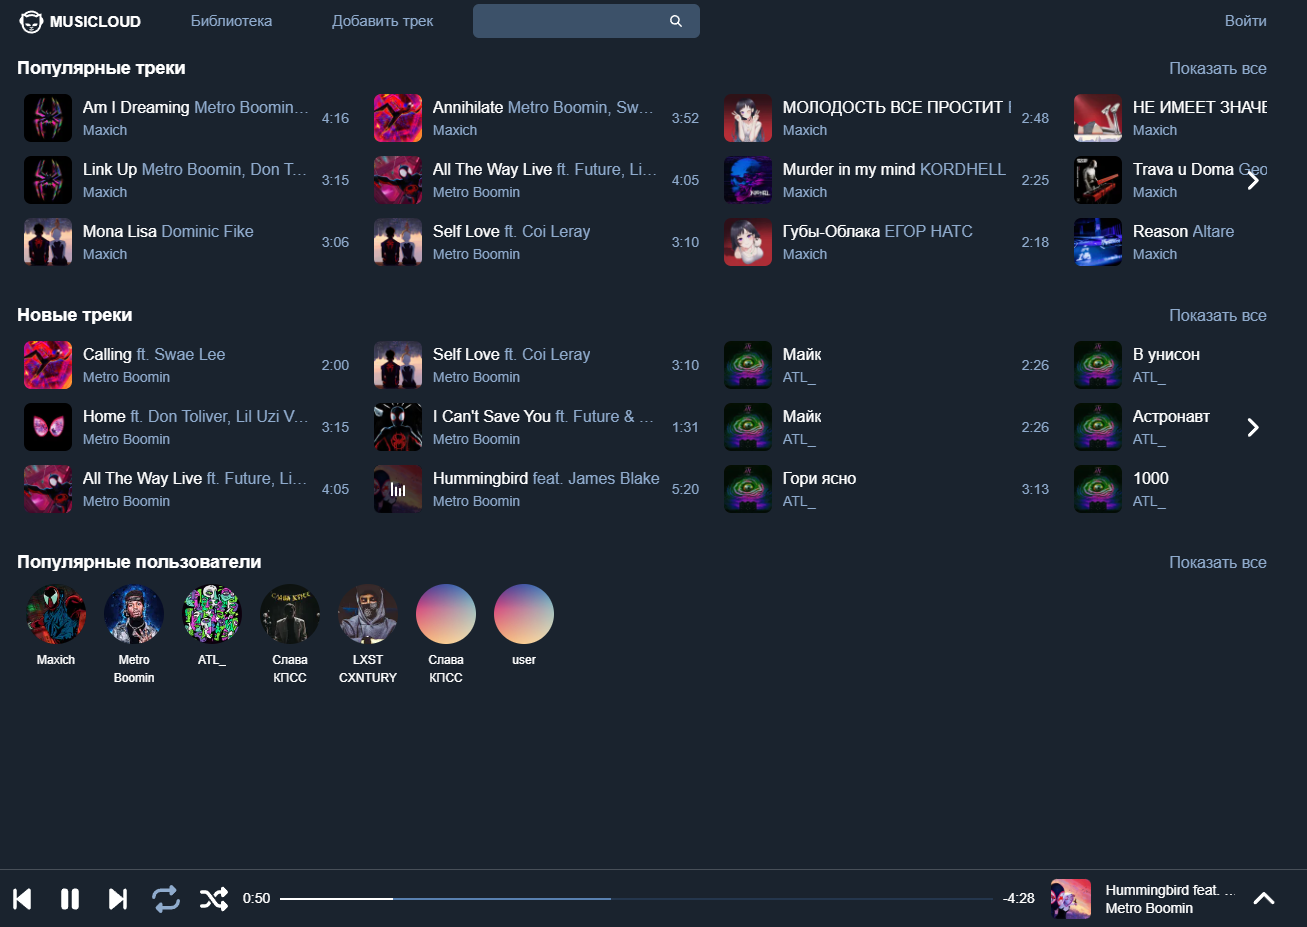 MUSICLOUD Библиотека Добавить трек Войти
Популярные треки Показать все
Am I Dreaming Metro Boomin... 4:16
Maxich
Annihilate Metro Boomin, Sw... 3:52
Maxich
МОЛОДОСТЬ ВСЕ ПРОСТИТ 2:48
Maxich
НЕ ИМЕЕТ ЗНАЧЕ
Maxich
Link Up Metro Boomin, Don T... 3:15
Maxich
All The Way Live ft. Future, Li... 4:05
Metro Boomin
Murder in my mind KORDHELL 2:25
Maxich
Trava u Doma Geo
Maxich
Mona Lisa Dominic Fike 3:06
Maxich
Self Love ft. Coi Leray 3:10
Metro Boomin
Губы-Облака ЕГОР НАТС 2:18
Maxich
Reason Altare
Maxich
Новые треки Показать все
Calling ft. Swae Lee 2:00
Metro Boomin
Self Love ft. Coi Leray 3:10
Metro Boomin
Майк 2:26
ATL_
В унисон
ATL_
Home ft. Don Toliver, Lil Uzi V... 3:15
Metro Boomin
I Can't Save You ft. Future & ... 1:31
Metro Boomin
Майк 2:26
ATL_
Астронавт
ATL_
All The Way Live ft. Future, Li... 4:05
Metro Boomin
Hummingbird feat. James Blake 5:20
Metro Boomin
Гори ясно 3:13
ATL_
1000
ATL_
Популярные пользователи Показать все
СЛАВА КПСС
Maxich
Metro
Boomin
ATL_
Слава
КПСС
LXST
CXNTURY
Слава
КПСС
user
0:50 -4:28
Hummingbird feat. ...
Metro Boomin